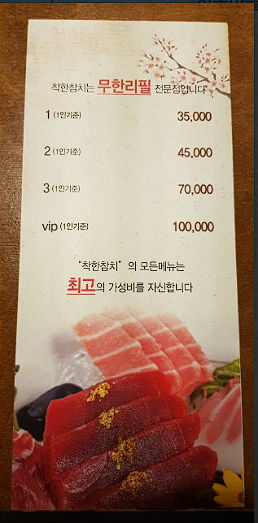 착한참치는 무한리필 전문점입니다
1 (1인기준) 35,000
2 (1인기준) 45,000
3 (1인기준) 70,000
vip (1인기준) 100,000
“착한참치” 의 모든메뉴는
최고의 가성비를 자신합니다